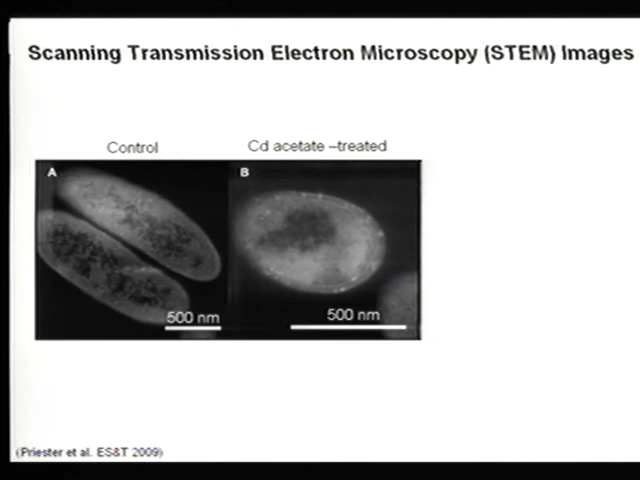 Scanning Transmission Electron Microscopy (STEM) Images
Control
Cd acetate –treated
A
B
500 nm
500 nm
(Priester et al. ES&T 2009)